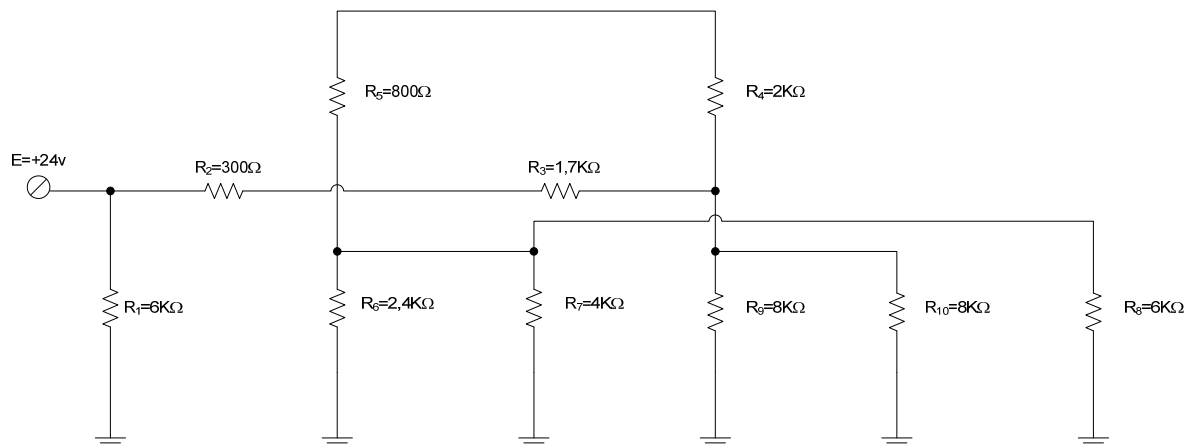 R₅=800Ω
R₄=2KΩ
E=+24v
R₂=300Ω
R₃=1,7KΩ
R₁=6KΩ
R₆=2,4KΩ
R₇=4KΩ
R₉=8KΩ
R₁₀=8KΩ
R₈=6KΩ